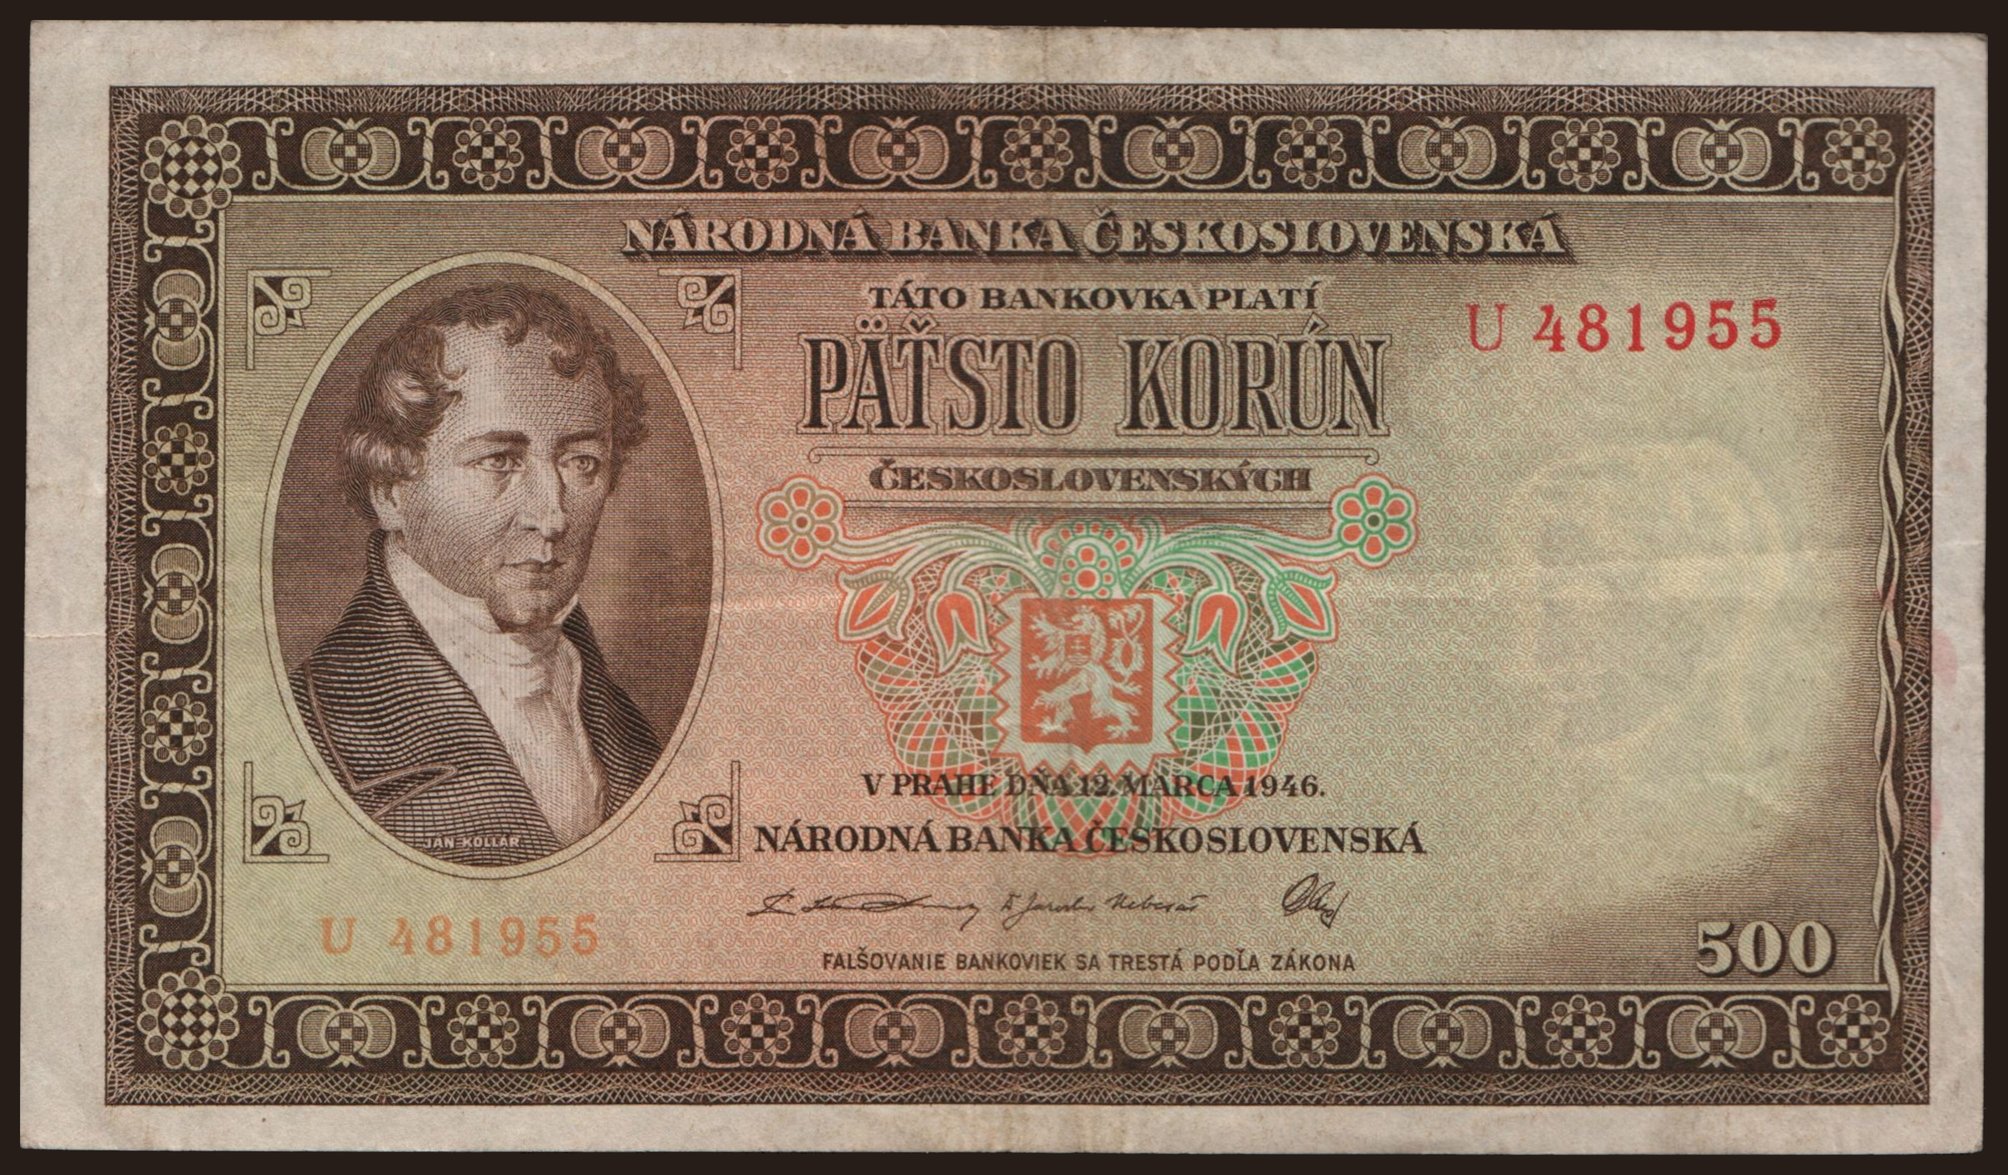 NÁRODNÁ BANKA ČESKOSLOVENSKÁ
TÁTO BANKOVKA PLATÍ
U 481955
PÄŤSTO KORÚN
ČESKOSLOVENSKÝCH
V PRAHE DŇA 12. MARCA 1946.
NÁRODNÁ BANKA ČESKOSLOVENSKÁ
JÁN KOLLÁR
U 481955
FALŠOVANIE BANKOVIEK SA TRESTÁ PODĽA ZÁKONA
500